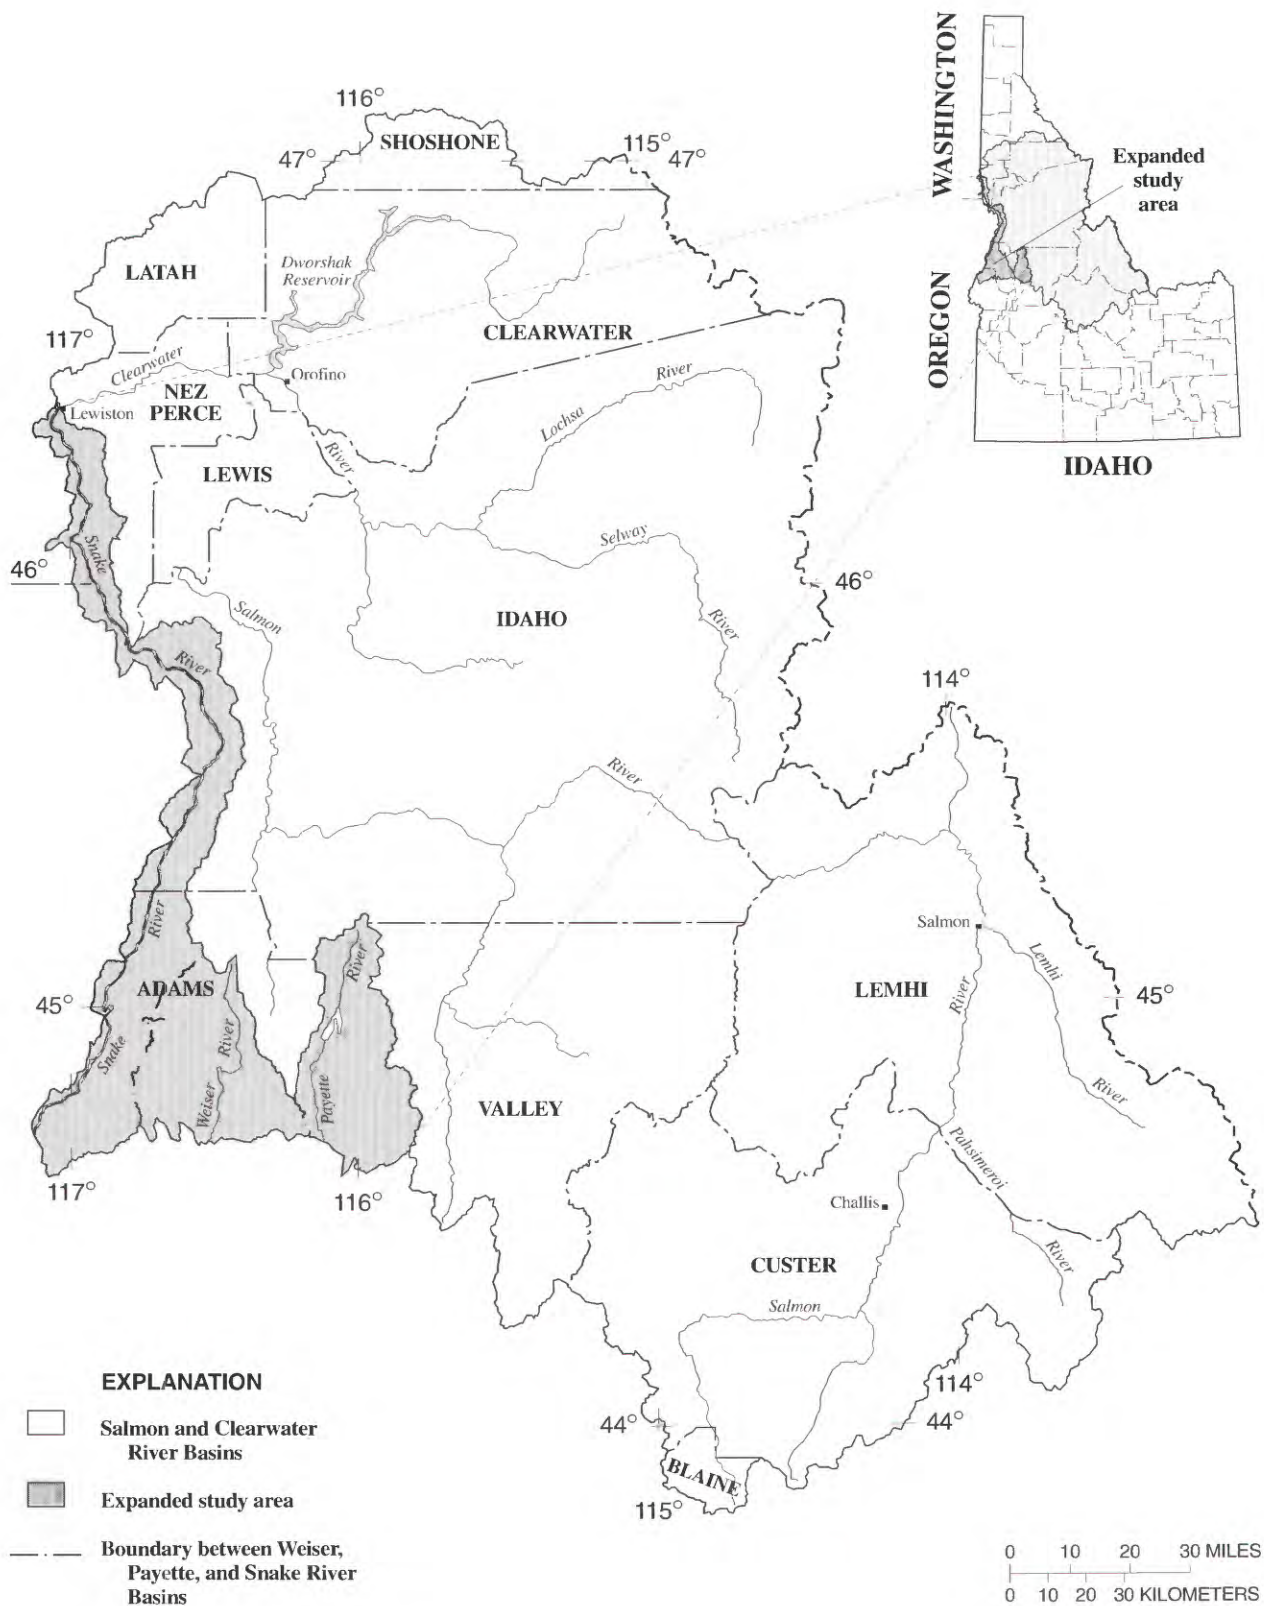 116°
SHOSHONE
47°
115°
47°
WASHINGTON
Expanded
study
area
OREGON
IDAHO
LATAH
Dworshak
Reservoir
CLEARWATER
117°
Clearwater
Orofino
NEZ
PERCE
Lewiston
River
Lochsa
River
LEWIS
Snake
Selway
46°
46°
Salmon
IDAHO
River
River
114°
River
River
Salmon
River
Lemhi
ADAMS
River
LEMHI
45°
45°
River
Snake
River
Weiser
Payette
VALLEY
Pahsimeroi
117°
116°
Challis
CUSTER
River
Salmon
114°
44°
44°
BLAINE
115°
EXPLANATION
Salmon and Clearwater
River Basins
Expanded study area
Boundary between Weiser,
Payette, and Snake River
Basins
0 10 20 30 MILES
0 10 20 30 KILOMETERS